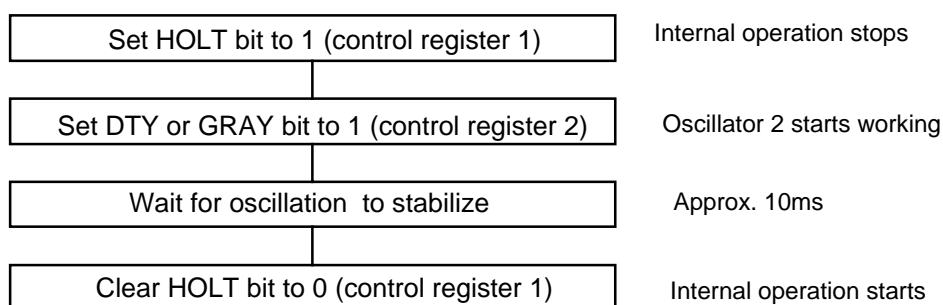 Set HOLT bit to 1 (control register 1)
Internal operation stops
Set DTY or GRAY bit to 1 (control register 2)
Oscillator 2 starts working
Wait for oscillation to stabilize
Approx. 10ms
Clear HOLT bit to 0 (control register 1)
Internal operation starts